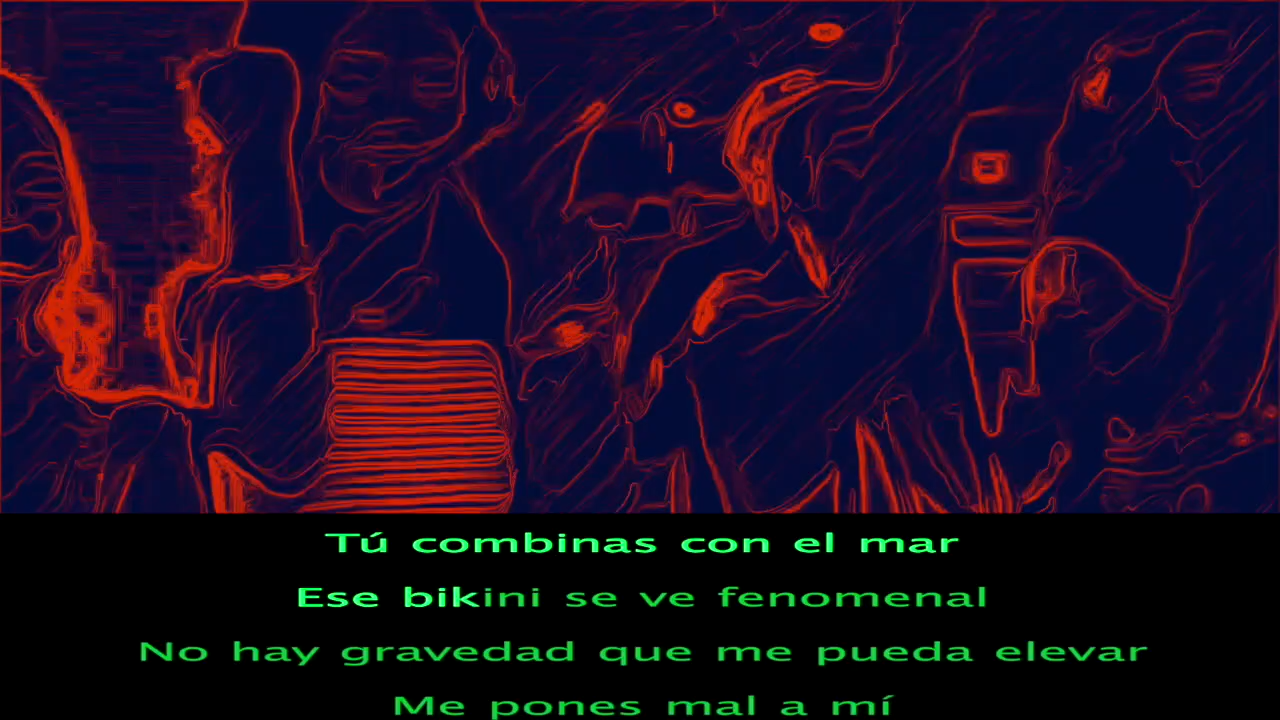 Tú combinas con el mar
Ese bikini se ve fenomenal
No hay gravedad que me pueda elevar
Me pones mal a mí